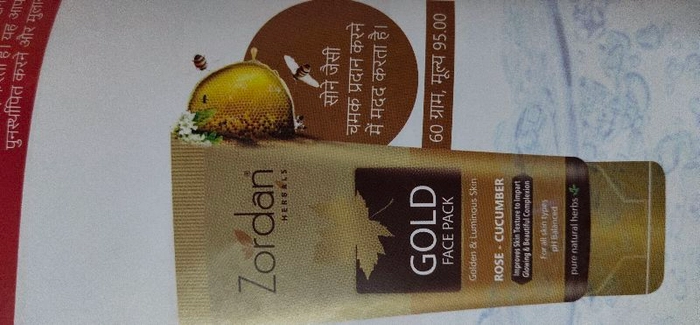 पुनर्स्थापित करने और
सोने जैसी
चमक प्रदान करने
में मदद करता है।
60 ग्राम, मूल्य 95.00
Zordan®
HERBALS
GOLD
FACE PACK
Golden & Luminous Skin
ROSE - CUCUMBER
Improves Skin Texture to Impart
Glowing & Beautiful Complexion
For all skin types
pH Balanced
pure natural herbs